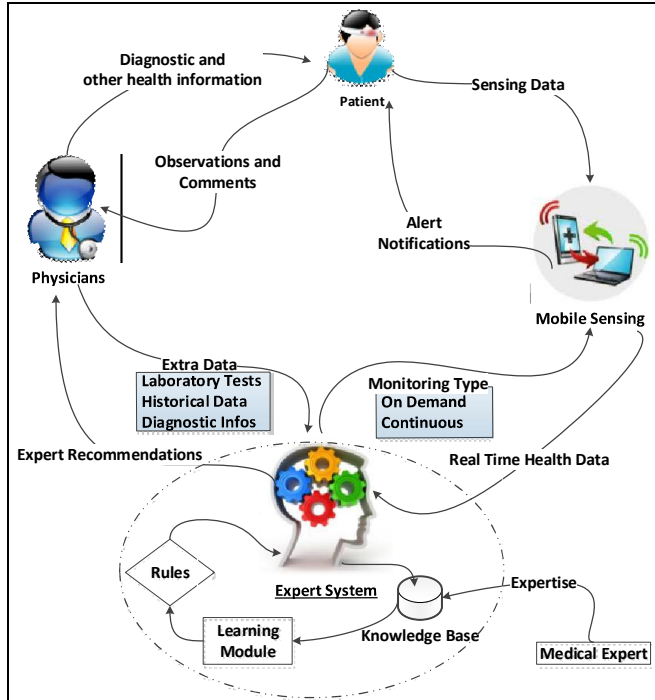 Diagnostic and
other health information
Patient
Sensing Data
Observations and
Comments
Alert
Notifications
Physicians
Mobile Sensing
Extra Data
Laboratory Tests
Historical Data
Diagnostic Infos
Monitoring Type
On Demand
Continuous
Expert Recommendations
Real Time Health Data
Rules
Expert System
Expertise
Learning
Module
Knowledge Base
Medical Expert